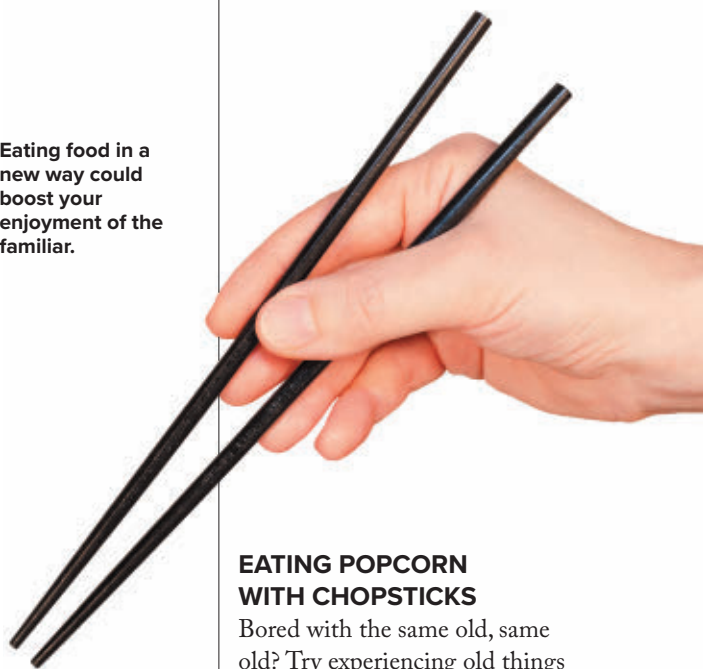 Eating food in a
new way could
boost your
enjoyment of the
familiar.
EATING POPCORN
WITH CHOPSTICKS
Bored with the same old, same
old? Try experiencing old things